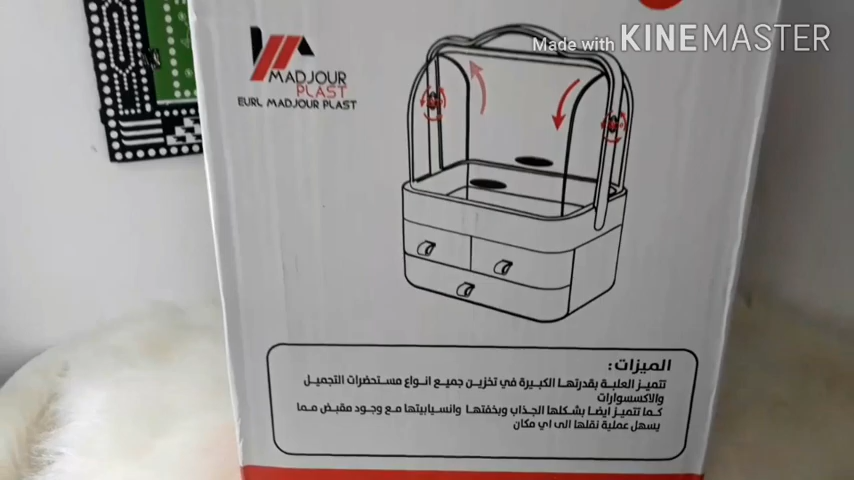 Made with KINEMASTER
MADJOUR
PLAST
EURL MADJOUR PLAST
الميزات:
تتميز العلبة بقدرتها الكبيرة في تخزين جميع انواع مستحضرات التجميل
والاكسسوارات
كما تتميز ايضا بشكلها الجذاب وبخفتها وانسيابيتها مع وجود مقبض مما
يسهل عملية نقلها الى اي مكان